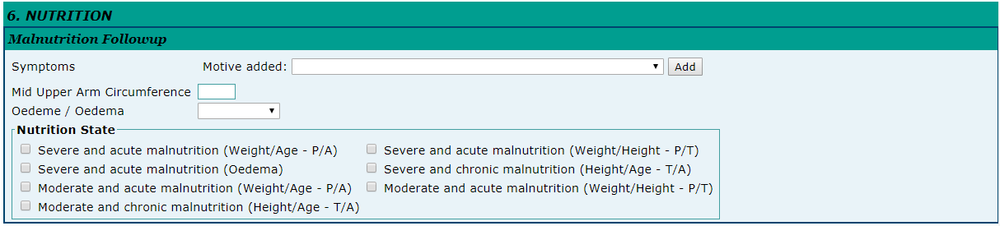 6. NUTRITION
Malnutrition Followup
Symptoms Motive added: Add
Mid Upper Arm Circumference
Oedeme / Oedema
Nutrition State
Severe and acute malnutrition (Weight/Age - P/A) Severe and acute malnutrition (Weight/Height - P/T)
Severe and acute malnutrition (Oedema) Severe and chronic malnutrition (Height/Age - T/A)
Moderate and acute malnutrition (Weight/Age - P/A) Moderate and acute malnutrition (Weight/Height - P/T)
Moderate and chronic malnutrition (Height/Age - T/A)